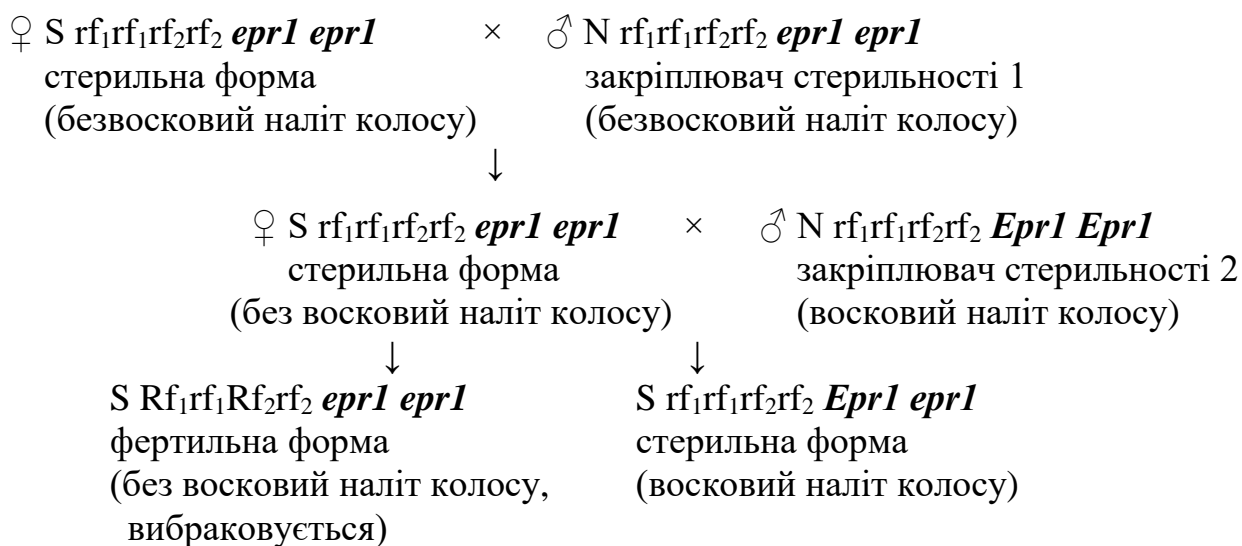 ♀ S rf₁rf₁rf₂rf₂ epr1 epr1 × ♂ N rf₁rf₁rf₂rf₂ epr1 epr1
стерильна форма закріплювач стерильності 1
(безвосковий наліт колосу) (безвосковий наліт колосу)
↓
♀ S rf₁rf₁rf₂rf₂ epr1 epr1 × ♂ N rf₁rf₁rf₂rf₂ Epr1 Epr1
стерильна форма закріплювач стерильності 2
(без восковий наліт колосу) (восковий наліт колосу)
↓ ↓
S Rf₁rf₁Rf₂rf₂ epr1 epr1 S rf₁rf₁rf₂rf₂ Epr1 epr1
фертильна форма стерильна форма
(без восковий наліт колосу, (восковий наліт колосу)
вибраковується)